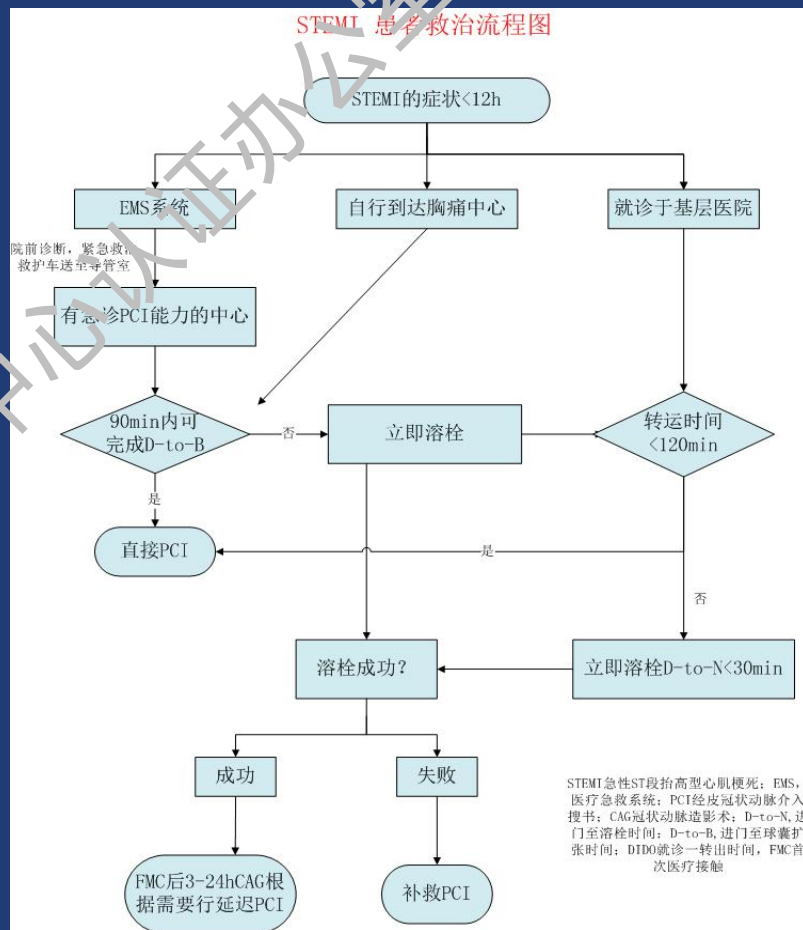 STEMI 患者救治流程图
STEMI的症状<12h
EMS系统
自行到达胸痛中心
就诊于基层医院
院前诊断，紧急救
救护车送至导管室
有急诊PCI能力的中心
90min内可
完成D-to-B
否
立即溶栓
转运时间
<120min
是
直接PCI
是
否
溶栓成功？
立即溶栓D-to-N<30min
成功
失败
FMC后3-24hCAG根
据需要行延迟PCI
补救PCI
STEMI急性ST段抬高型心肌梗死；EMS，
医疗急救系统；PCI经皮冠状动脉介入
搜书；CAG冠状动脉造影术；D-to-N,进
门至溶栓时间；D-to-B,进门至球囊扩
张时间；DIDO就诊一转出时间，FMC首
次医疗接触
中心认证办公室